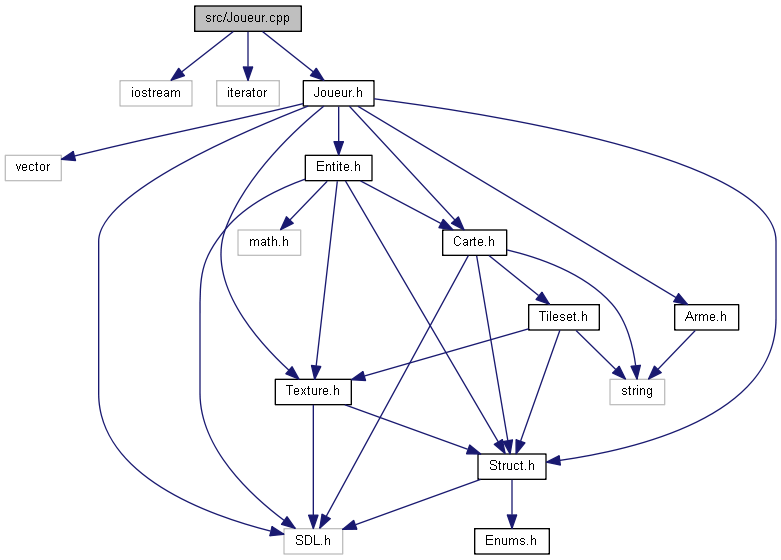 src/Joueur.cpp
iostream
iterator
Joueur.h
vector
Entite.h
math.h
Carte.h
Tileset.h
Arme.h
Texture.h
string
Struct.h
SDL.h
Enums.h